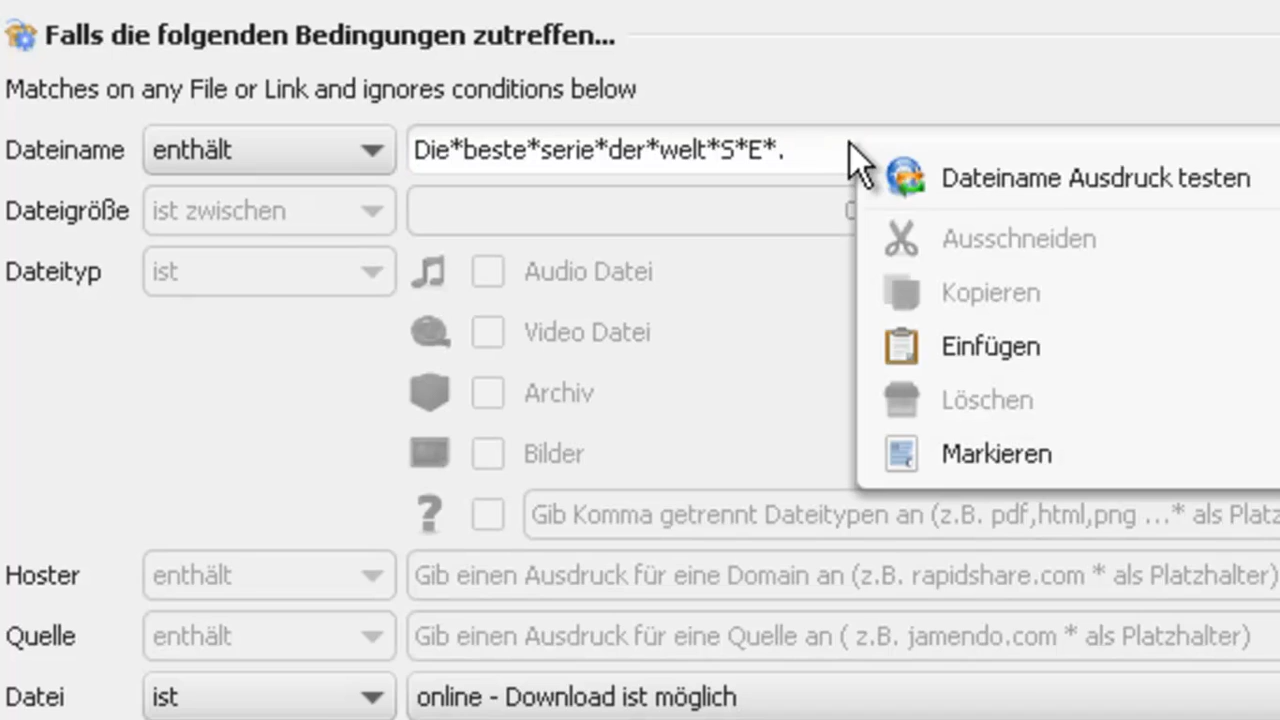 Falls die folgenden Bedingungen zutreffen...
Matches on any File or Link and ignores conditions below
Dateiname enthält Die*beste*serie*der*welt*S*E*.
Dateiname Ausdruck testen
Dateigröße ist zwischen
Ausschneiden
Dateityp ist Audio Datei
Kopieren
Video Datei
Einfügen
Archiv
Löschen
Bilder
Markieren
Gib Komma getrennt Dateitypen an (z.B. pdf,html,png ...* als Platz
Hoster enthält Gib einen Ausdruck für eine Domain an (z.B. rapidshare.com * als Platzhalter)
Quelle enthält Gib einen Ausdruck für eine Quelle an ( z.B. jamendo.com * als Platzhalter)
Datei ist online - Download ist möglich